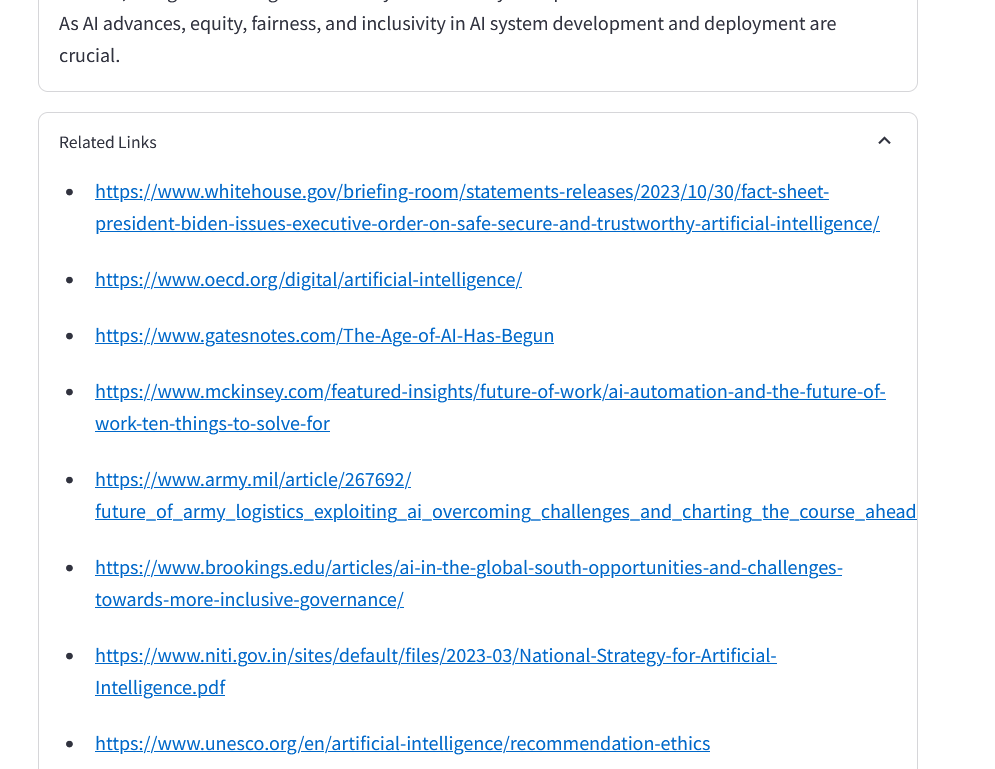 As AI advances, equity, fairness, and inclusivity in AI system development and deployment are
crucial.
Related Links
https://www.whitehouse.gov/briefing-room/statements-releases/2023/10/30/fact-sheet-
president-biden-issues-executive-order-on-safe-secure-and-trustworthy-artificial-intelligence/
https://www.oecd.org/digital/artificial-intelligence/
https://www.gatesnotes.com/The-Age-of-AI-Has-Begun
https://www.mckinsey.com/featured-insights/future-of-work/ai-automation-and-the-future-of-
work-ten-things-to-solve-for
https://www.army.mil/article/267692/
future_of_army_logistics_exploiting_ai_overcoming_challenges_and_charting_the_course_ahead
https://www.brookings.edu/articles/ai-in-the-global-south-opportunities-and-challenges-
towards-more-inclusive-governance/
https://www.niti.gov.in/sites/default/files/2023-03/National-Strategy-for-Artificial-
Intelligence.pdf
https://www.unesco.org/en/artificial-intelligence/recommendation-ethics